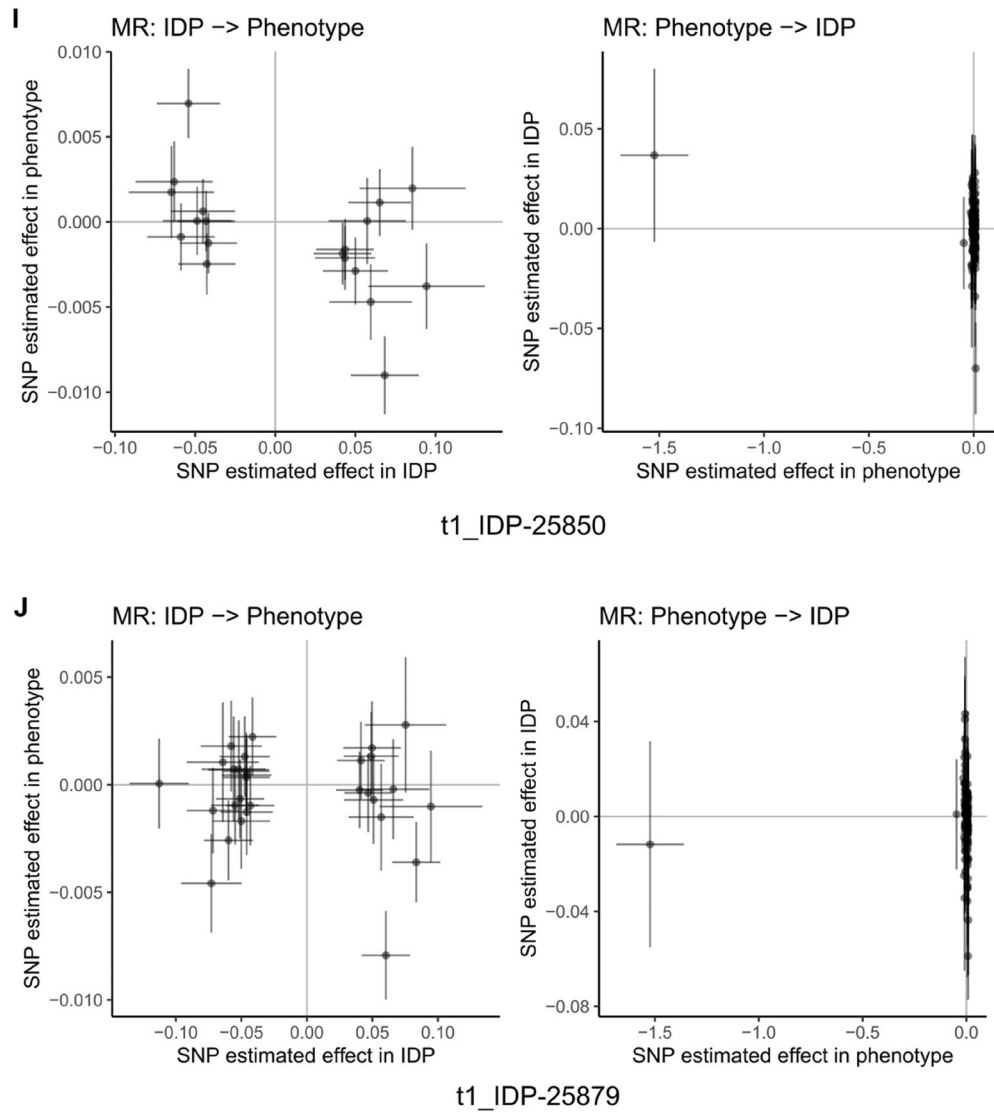 I
MR: IDP −> Phenotype
MR: Phenotype −> IDP
SNP estimated effect in phenotype
0.010
0.005
0.000
−0.005
−0.010
−0.10
−0.05
0.00
0.05
0.10
SNP estimated effect in IDP
SNP estimated effect in IDP
0.05
0.00
−0.05
−0.10
−1.5
−1.0
−0.5
0.0
SNP estimated effect in phenotype
t1_IDP-25850
J
MR: IDP −> Phenotype
MR: Phenotype −> IDP
SNP estimated effect in phenotype
0.005
0.000
−0.005
−0.010
−0.10
−0.05
0.00
0.05
0.10
SNP estimated effect in IDP
SNP estimated effect in IDP
0.04
0.00
−0.04
−0.08
−1.5
−1.0
−0.5
0.0
SNP estimated effect in phenotype
t1_IDP-25879